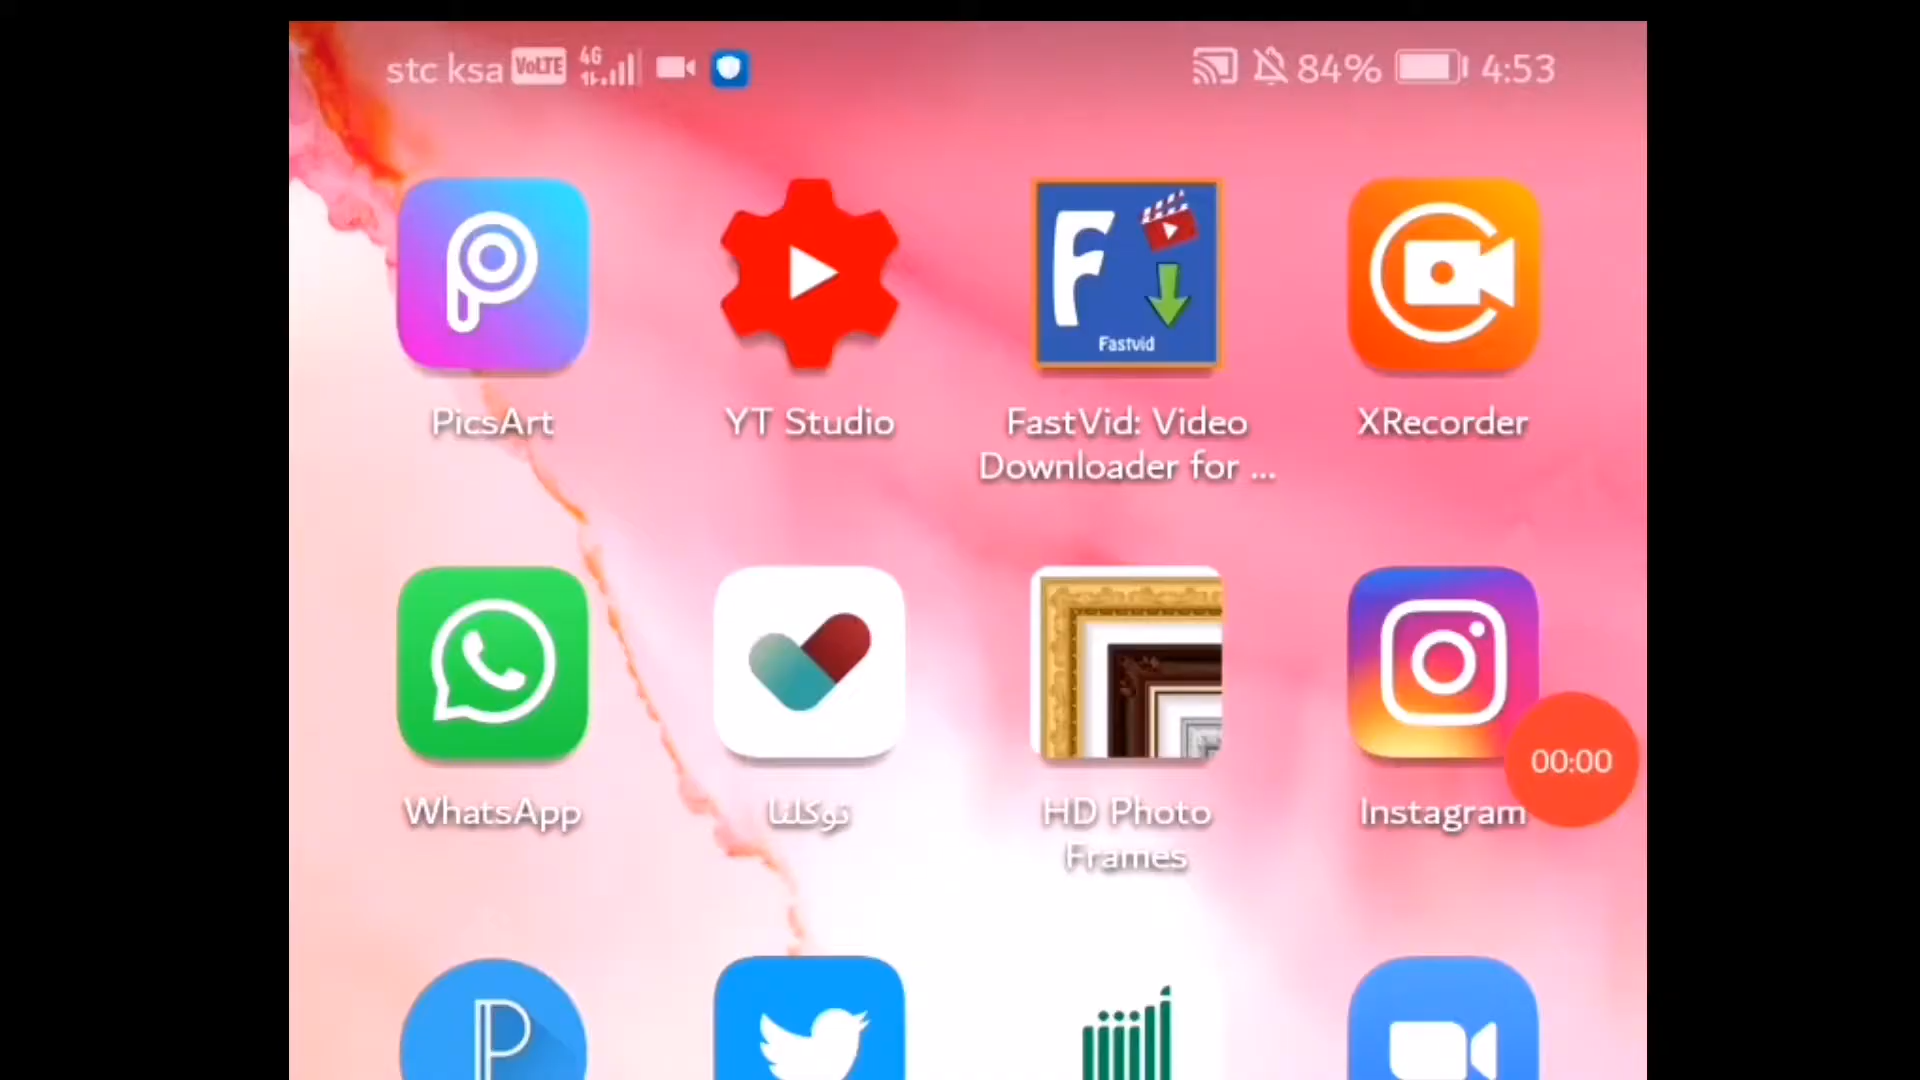 stc ksa VoLTE 4G 84% 4:53
Fastvid
PicsArt
YT Studio
FastVid: Video
Downloader for ...
XRecorder
00:00
WhatsApp
توكلنا
HD Photo
Frames
Instagram